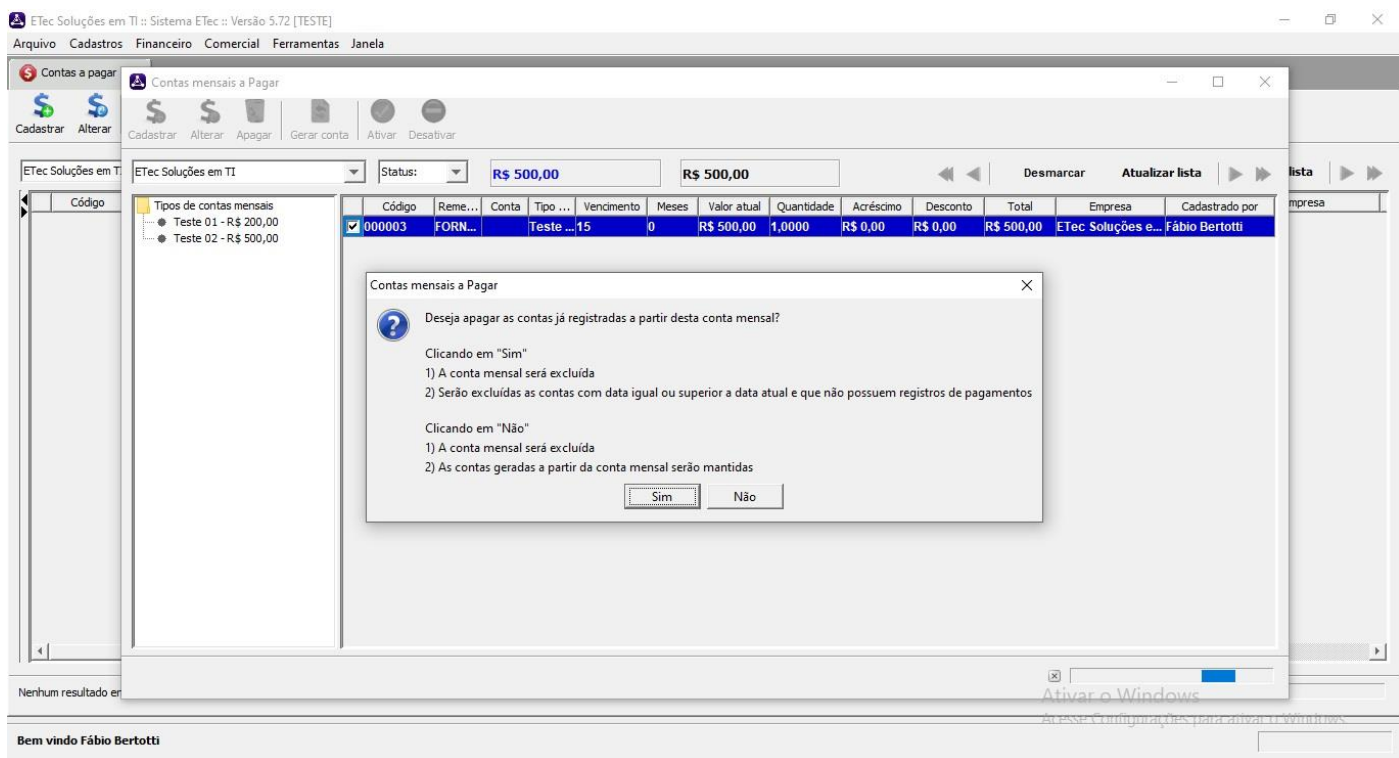 ETec Soluções em TI :: Sistema ETec :: Versão 5.72 [TESTE]
Arquivo Cadastros Financeiro Comercial Ferramentas Janela
Contas a pagar
Cadastrar Alterar
Contas mensais a Pagar
Cadastrar Alterar Apagar Gerar conta Ativar Desativar
ETec Soluções em T
ETec Soluções em TI Status: R$ 500,00 R$ 500,00 Desmarcar Atualizar lista
lista
Código
mpresa
Tipos de contas mensais
Teste 01 - R$ 200,00
Teste 02 - R$ 500,00
Código Reme... Conta Tipo ... Vencimento Meses Valor atual Quantidade Acréscimo Desconto Total Empresa Cadastrado por
000003 FORN... Teste ... 15 0 R$ 500,00 1,0000 R$ 0,00 R$ 0,00 R$ 500,00 ETec Soluções e... Fábio Bertotti
Contas mensais a Pagar
Deseja apagar as contas já registradas a partir desta conta mensal?
Clicando em "Sim"
1) A conta mensal será excluída
2) Serão excluídas as contas com data igual ou superior a data atual e que não possuem registros de pagamentos
Clicando em "Não"
1) A conta mensal será excluída
2) As contas geradas a partir da conta mensal serão mantidas
Sim Não
Nenhum resultado en
Ativar o Windows
Acesse Configurações para ativar o Windows.
Bem vindo Fábio Bertotti